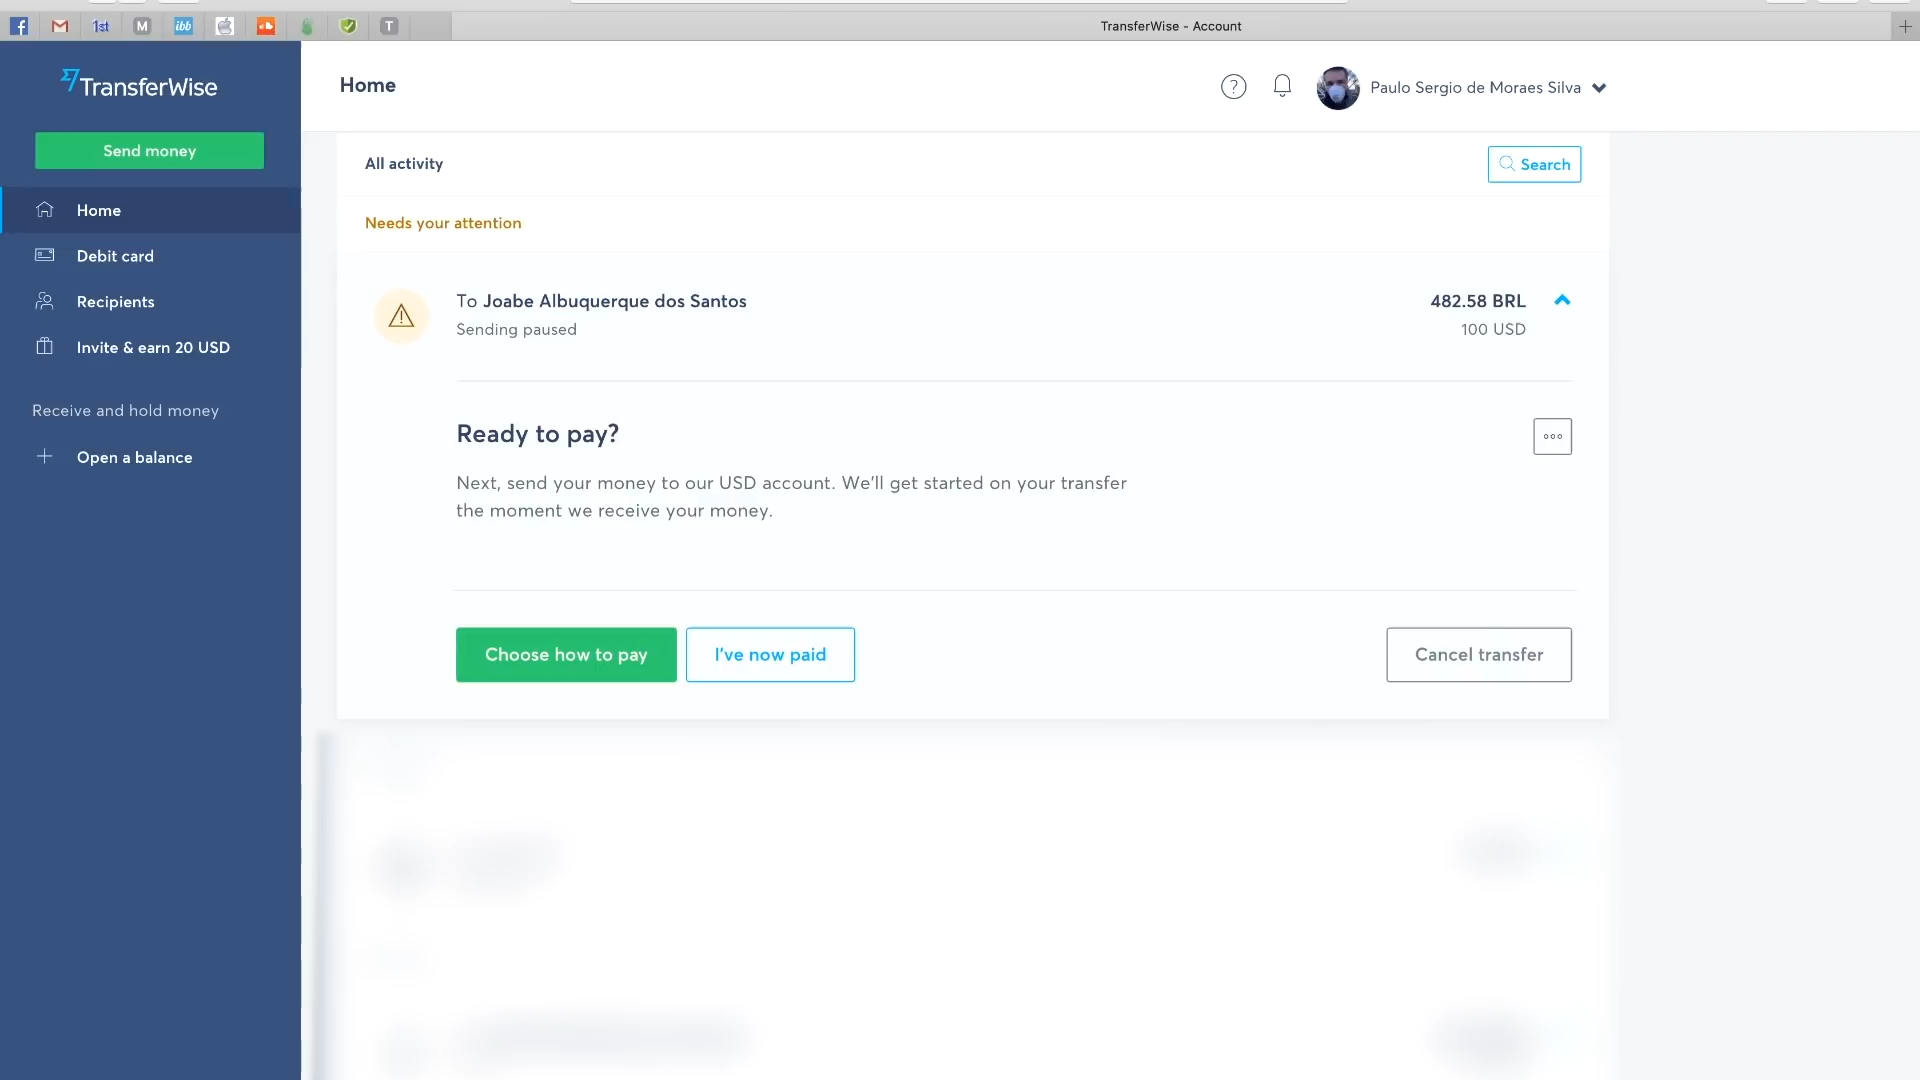 1st
M
ibb
T
TransferWise - Account
TransferWise
Home
?
Paulo Sergio de Moraes Silva
Send money
All activity
Search
Home
Needs your attention
Debit card
Recipients
To Joabe Albuquerque dos Santos
482.58 BRL
Sending paused
100 USD
Invite & earn 20 USD
Receive and hold money
Ready to pay?
Open a balance
Next, send your money to our USD account. We'll get started on your transfer
the moment we receive your money.
Choose how to pay
I've now paid
Cancel transfer